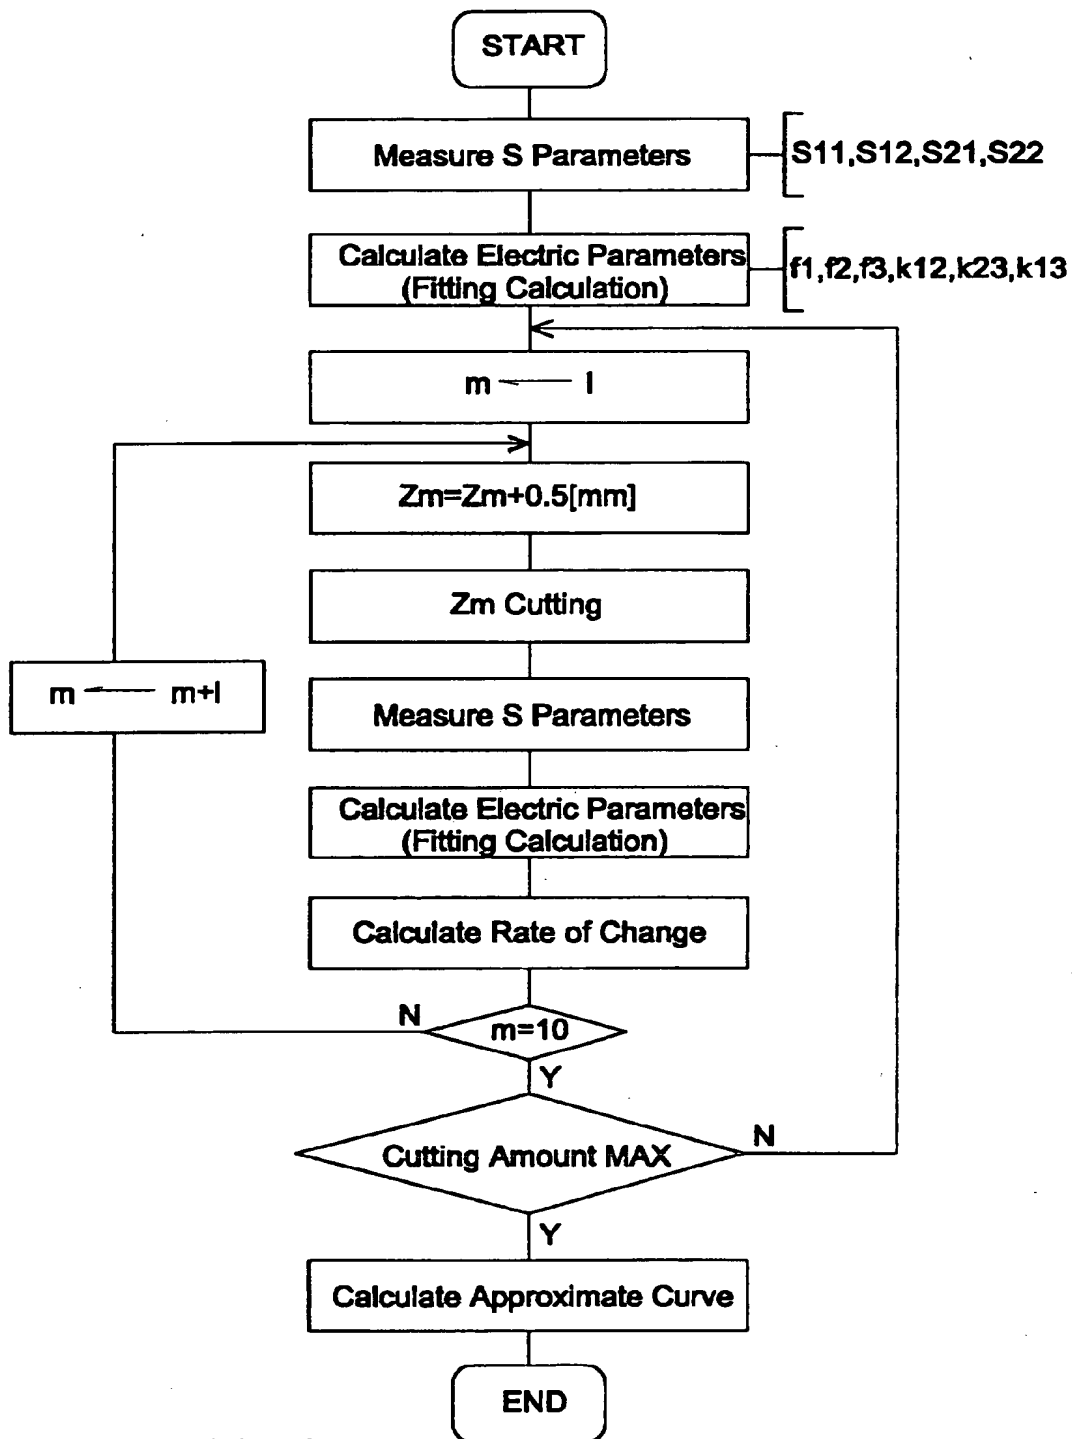 START
Measure S Parameters
S11,S12,S21,S22
Calculate Electric Parameters
(Fitting Calculation)
f1,f2,f3,k12,k23,k13
m ← l
Zm=Zm+0.5[mm]
Zm Cutting
m ← m+l
Measure S Parameters
Calculate Electric Parameters
(Fitting Calculation)
Calculate Rate of Change
N
m=10
Y
Cutting Amount MAX
N
Y
Calculate Approximate Curve
END